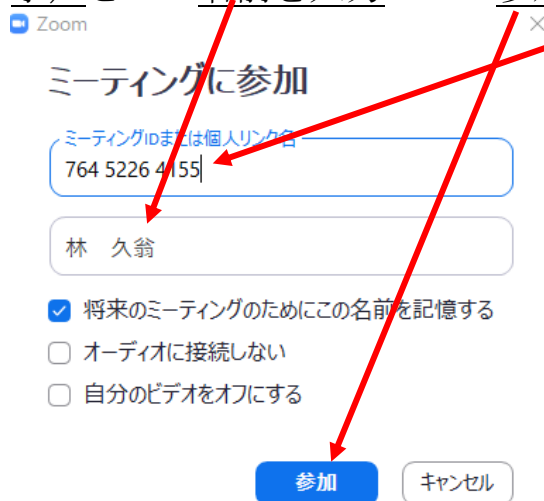 Zoom
ミーティングに参加
ミーティングIDまたは個人リンク名
764 5226 4155
林 久翁
将来のミーティングのためにこの名前を記憶する
オーディオに接続しない
自分のビデオをオフにする
参加 キャンセル